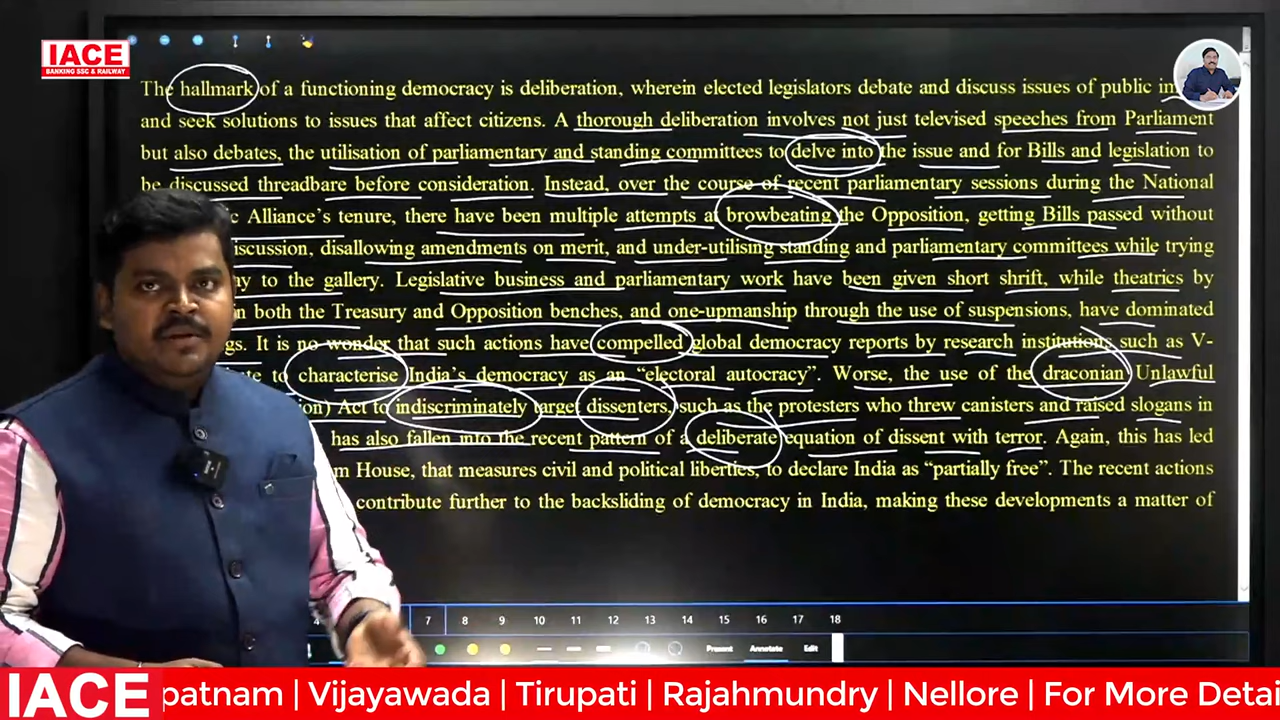 IACE
BANKING SSC & RAILWAY
The hallmark of a functioning democracy is deliberation, wherein elected legislators debate and discuss issues of public
and seek solutions to issues that affect citizens. A thorough deliberation involves not just televised speeches from Parliament
but also debates, the utilisation of parliamentary and standing committees to delve into the issue and for Bills and legislation to
be discussed threadbare before consideration. Instead, over the course of recent parliamentary sessions during the National
Alliance's tenure, there have been multiple attempts at browbeating the Opposition, getting Bills passed without
discussion, disallowing amendments on merit, and under-utilising standing and parliamentary committees while trying
to the gallery. Legislative business and parliamentary work have been given short shrift, while theatrics by
both the Treasury and Opposition benches, and one-upmanship through the use of suspensions, have dominated
It is no wonder that such actions have compelled global democracy reports by research institutions such as V-
to characterise India's democracy as an “electoral autocracy”. Worse, the use of the draconian Unlawful
Act to indiscriminately target dissenters, such as the protesters who threw canisters and raised slogans in
has also fallen into the recent pattern of a deliberate equation of dissent with terror. Again, this has led
House, that measures civil and political liberties, to declare India as “partially free”. The recent actions
contribute further to the backsliding of democracy in India, making these developments a matter of
4 7 8 9 10 11 12 13 14 15 16 17 18
Present Annotate Edit
IACE patnam | Vijayawada | Tirupati | Rajahmundry | Nellore | For More Detai